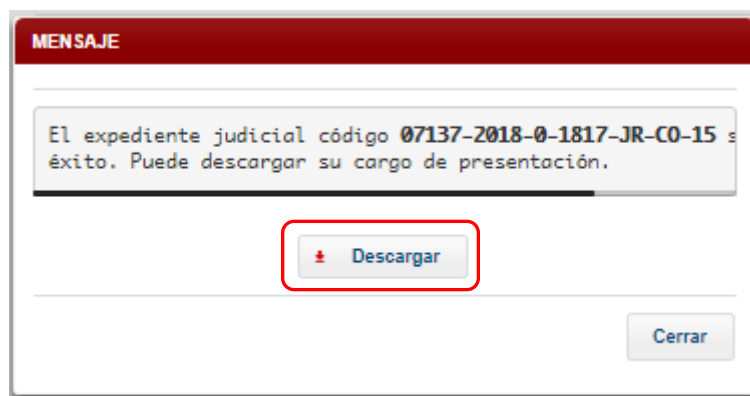 MENSAJE
El expediente judicial código 07137-2018-0-1817-JR-CO-15 s
éxito. Puede descargar su cargo de presentación.
Descargar
Cerrar